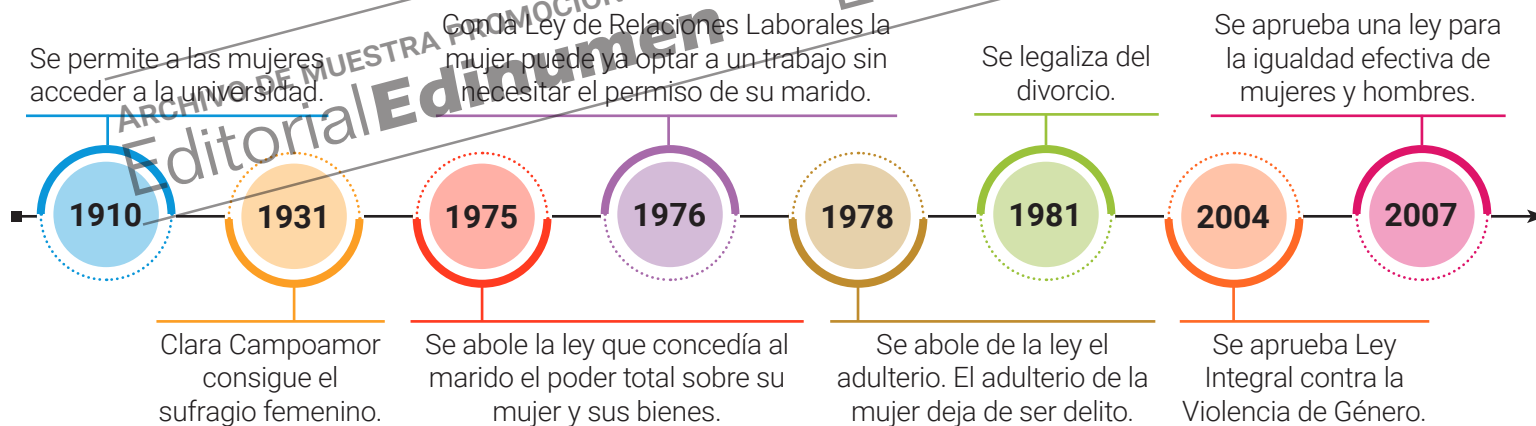 Se permite a las mujeres
acceder a la universidad.
Con la Ley de Relaciones Laborales la
mujer puede ya optar a un trabajo sin
necesitar el permiso de su marido.
Se legaliza del
divorcio.
Se aprueba una ley para
la igualdad efectiva de
mujeres y hombres.
ARCHIVO DE MUESTRA PROMOCION
Editorial Edinumen
1910
1931
1975
1976
1978
1981
2004
2007
Clara Campoamor
consigue el
sufragio femenino.
Se abole la ley que concedía al
marido el poder total sobre su
mujer y sus bienes.
Se abole de la ley el
adulterio. El adulterio de la
mujer deja de ser delito.
Se aprueba Ley
Integral contra la
Violencia de Género.